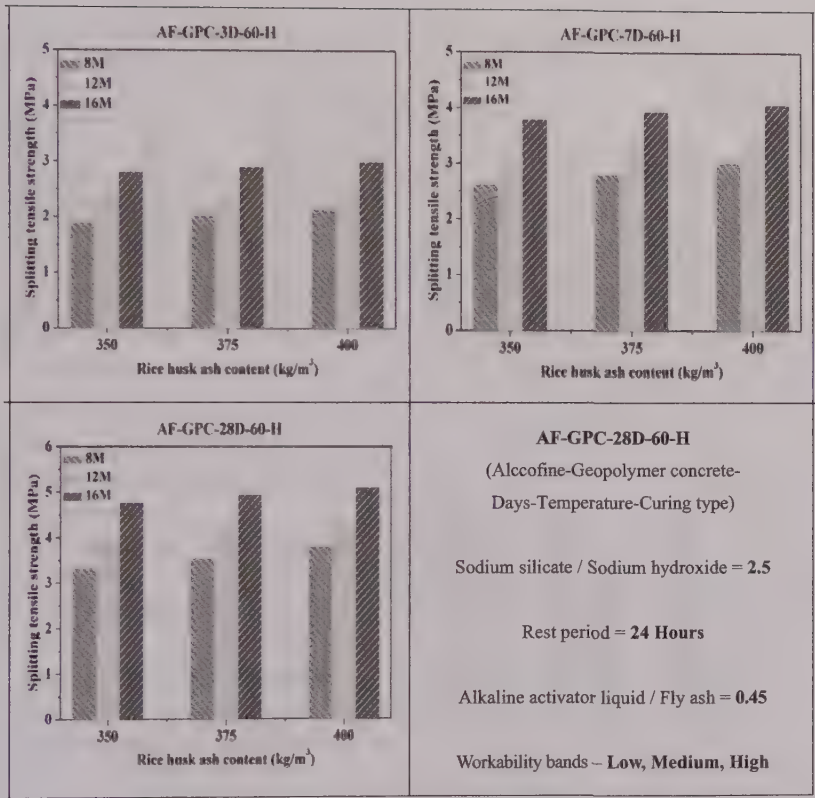 AF-GPC-3D-60-H
Splitting tensile strength (MPa)
5
4
3
2
1
0
8M
12M
16M
350
375
400
Rice husk ash content (kg/m³)
AF-GPC-7D-60-H
Splitting tensile strength (MPa)
5
4
3
2
1
0
8M
12M
16M
350
375
400
Rice husk ash content (kg/m³)
AF-GPC-28D-60-H
Splitting tensile strength (MPa)
6
5
4
3
2
1
0
8M
12M
16M
350
375
400
Rice husk ash content (kg/m³)
AF-GPC-28D-60-H
(Alccofine-Geopolymer concrete-
Days-Temperature-Curing type)
Sodium silicate / Sodium hydroxide = 2.5
Rest period = 24 Hours
Alkaline activator liquid / Fly ash = 0.45
Workability bands – Low, Medium, High